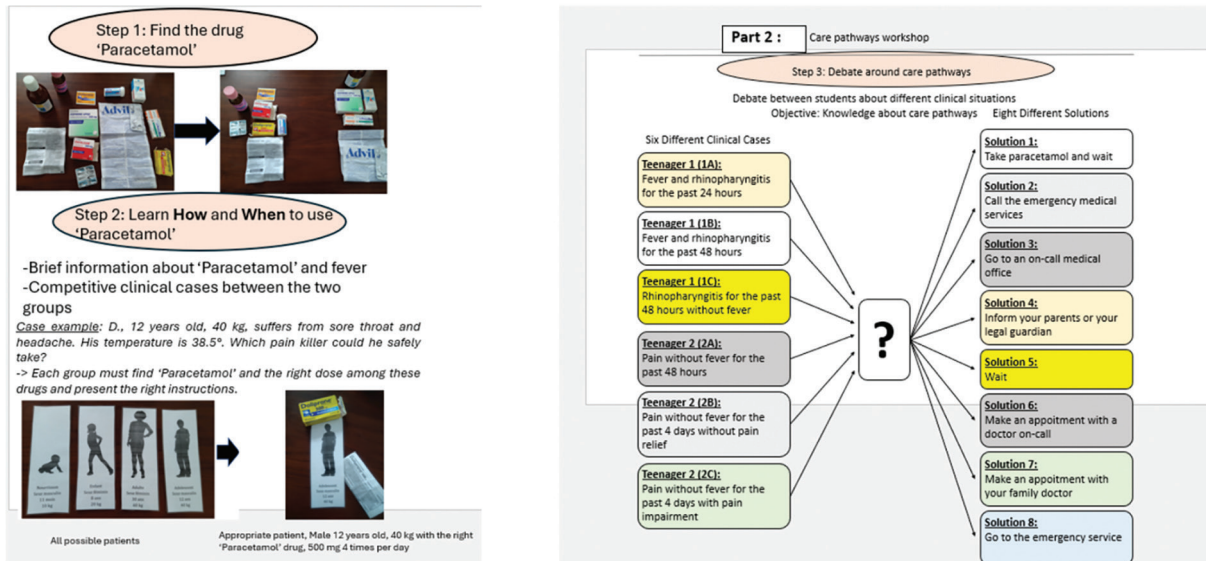 Step 1: Find the drug
'Paracetamol'
Advil
Advil
Step 2: Learn How and When to use
'Paracetamol'
-Brief information about 'Paracetamol' and fever
-Competitive clinical cases between the two
groups
Case example: D., 12 years old, 40 kg, suffers from sore throat and
headache. His temperature is 38.5°. Which pain killer could he safely
take?
-> Each group must find 'Paracetamol' and the right dose among these
drugs and present the right instructions.
Doliprane
All possible patients
Appropriate patient, Male 12 years old, 40 kg with the right
'Paracetamol' drug, 500 mg 4 times per day
Part 2 :
Care pathways workshop
Step 3: Debate around care pathways
Debate between students about different clinical situations
Objective: Knowledge about care pathways
Six Different Clinical Cases
Teenager 1 (1A):
Fever and rhinopharyngitis
for the past 24 hours
Teenager 1 (1B):
Fever and rhinopharyngitis
for the past 48 hours
Teenager 1 (1C):
Rhinopharyngitis for the past
48 hours without fever
Teenager 2 (2A):
Pain without fever for the
past 48 hours
Teenager 2 (2B):
Pain without fever for the
past 4 days without pain
relief
Teenager 2 (2C):
Pain without fever for the
past 4 days with pain
impairment
?
Eight Different Solutions
Solution 1:
Take paracetamol and wait
Solution 2:
Call the emergency medical
services
Solution 3:
Go to an on-call medical
office
Solution 4:
Inform your parents or your
legal guardian
Solution 5:
Wait
Solution 6:
Make an appoitment with a
doctor on-call
Solution 7:
Make an appoitment with
your family doctor
Solution 8:
Go to the emergency service